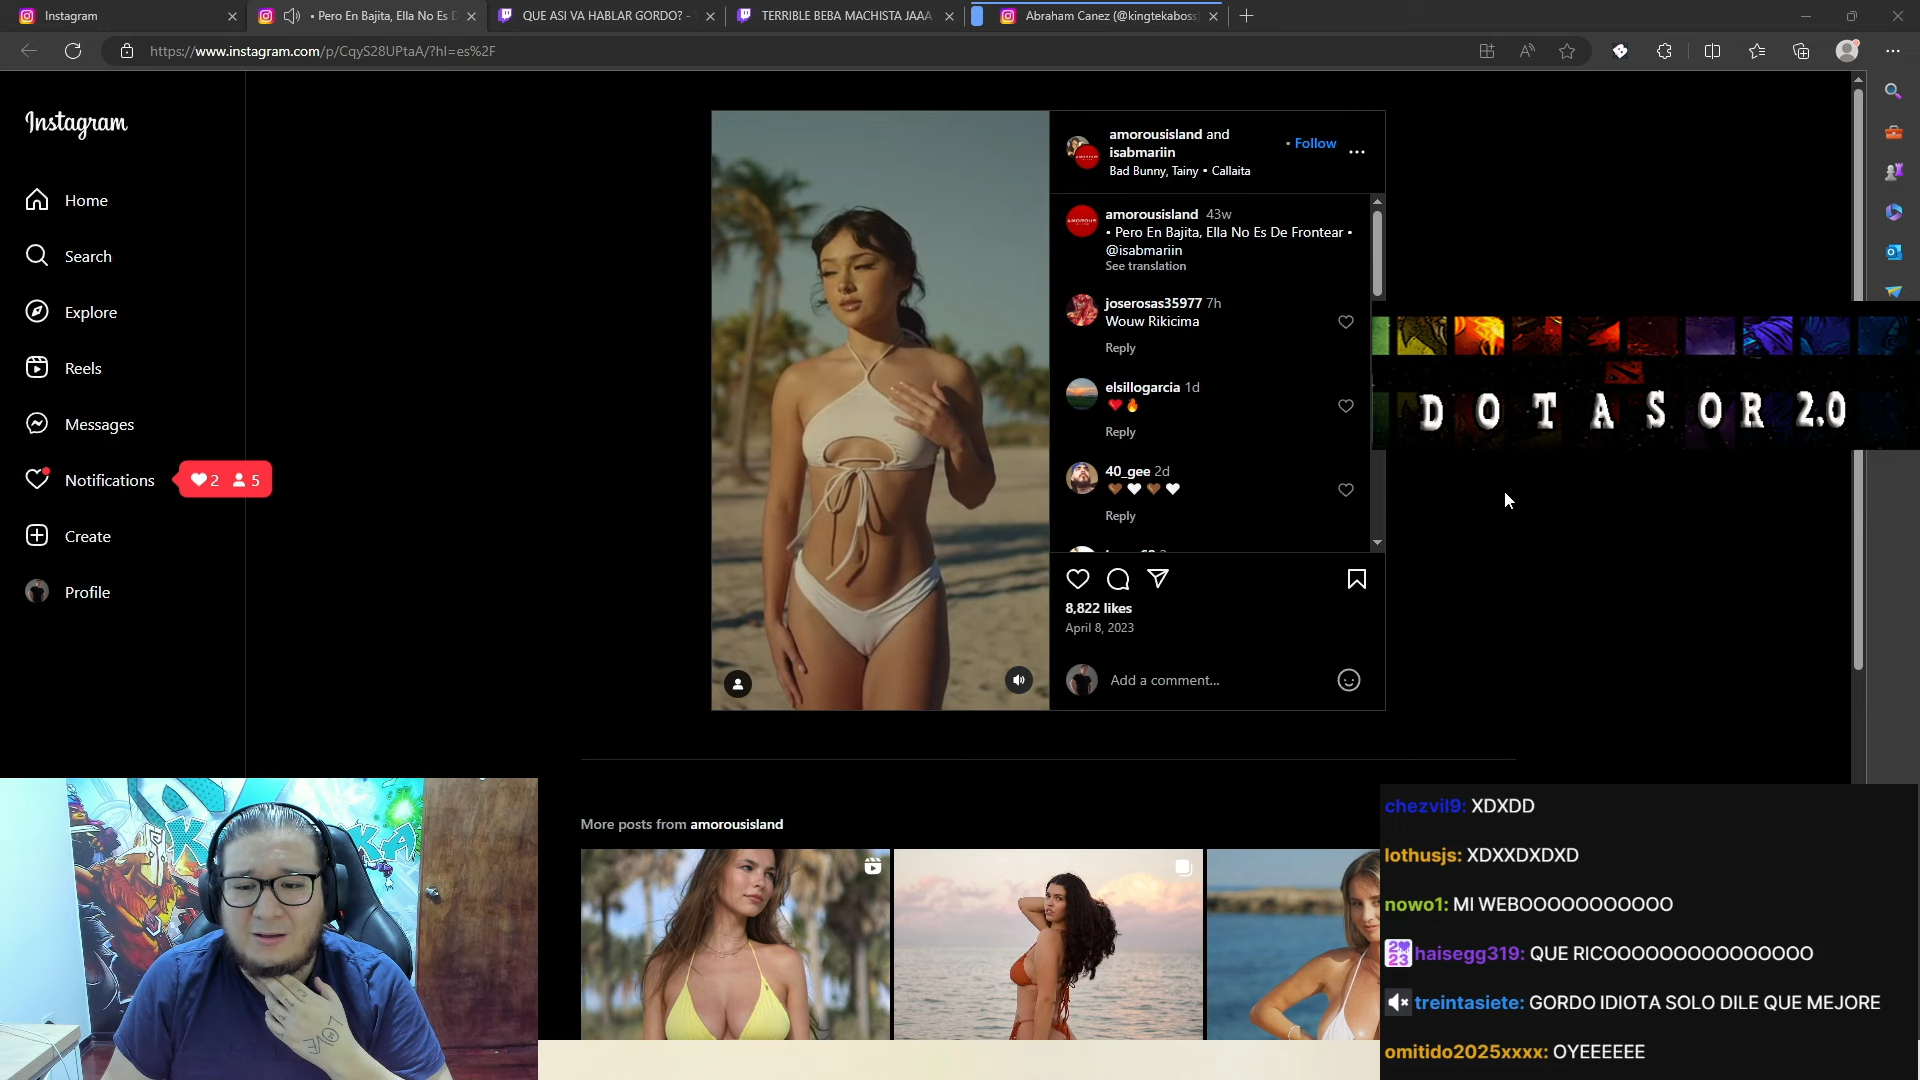 Instagram
• Pero En Bajita, Ella No Es D
QUE ASI VA HABLAR GORDO? -
TERRIBLE BEBA MACHISTA JAAA
Abraham Canez (@kingtekaboss
https://www.instagram.com/p/CqyS28UPtaA/?hl=es%2F
Instagram
Home
Search
Explore
Reels
Messages
Notifications
2 5
Create
Profile
amorousisland and
isabmariin
• Follow
Bad Bunny, Tainy • Callaita
amorousisland 43w
• Pero En Bajita, Ella No Es De Frontear •
@isabmariin
See translation
joserosas35977 7h
Wouw Rikicima
Reply
elsillogarcia 1d
❤️🔥
Reply
40_gee 2d
🤎🤍🤎🤍
Reply
8,822 likes
April 8, 2023
Add a comment...
DOTASOR 2.0
More posts from amorousisland
LOVE
chezvil9: XDXDD
lothusjs: XDXXDXDXD
nowo1: MI WEBOOOOOOOOOOO
haisegg319: QUE RICOOOOOOOOOOOOOOO
treintasiete: GORDO IDIOTA SOLO DILE QUE MEJORE
omitido2025xxxx: OYEEEEEE